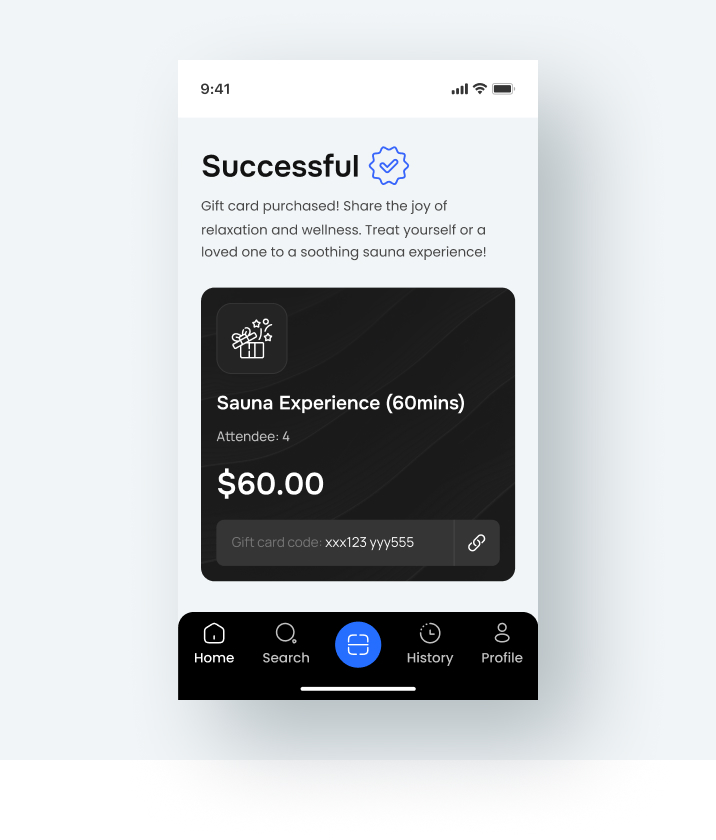 9:41
Successful
Gift card purchased! Share the joy of
relaxation and wellness. Treat yourself or a
loved one to a soothing sauna experience!
Sauna Experience (60mins)
Attendee: 4
$60.00
Gift card code: xxx123 yyy555
Home Search History Profile